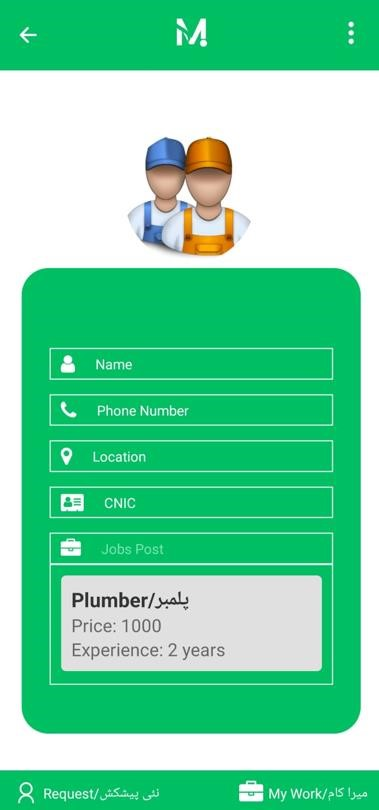 M
Name
Phone Number
Location
CNIC
Jobs Post
Plumber/پلمبر
Price: 1000
Experience: 2 years
Request/نئی پیشکش
My Work/میرا کام